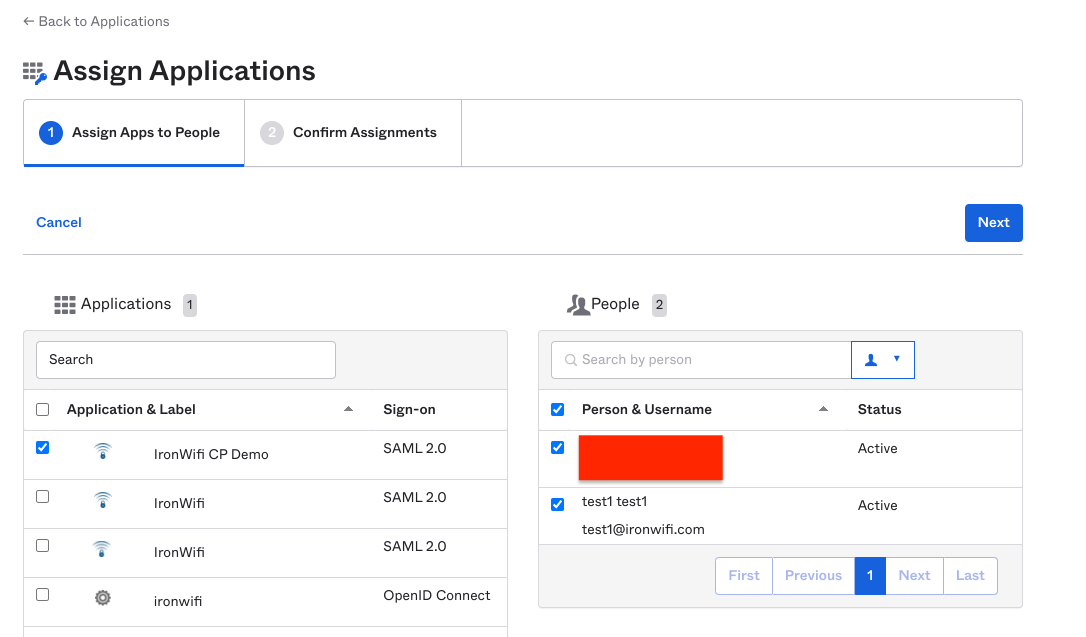 ← Back to Applications
Assign Applications
1 Assign Apps to People 2 Confirm Assignments
Cancel Next
Applications 1
Search
Application & Label Sign-on
IronWifi CP Demo SAML 2.0
IronWifi SAML 2.0
IronWifi SAML 2.0
ironwifi OpenID Connect
People 2
Search by person
Person & Username Status
Active
test1 test1 Active
test1@ironwifi.com
First Previous 1 Next Last